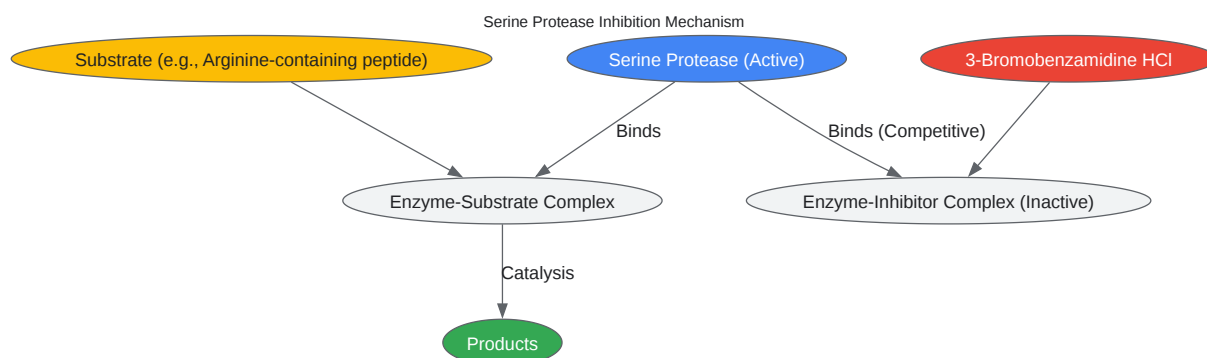 Serine Protease Inhibition Mechanism
Substrate (e.g., Arginine-containing peptide)
Serine Protease (Active)
3-Bromobenzamidine HCl
Binds
Binds (Competitive)
Enzyme-Substrate Complex
Enzyme-Inhibitor Complex (Inactive)
Catalysis
Products